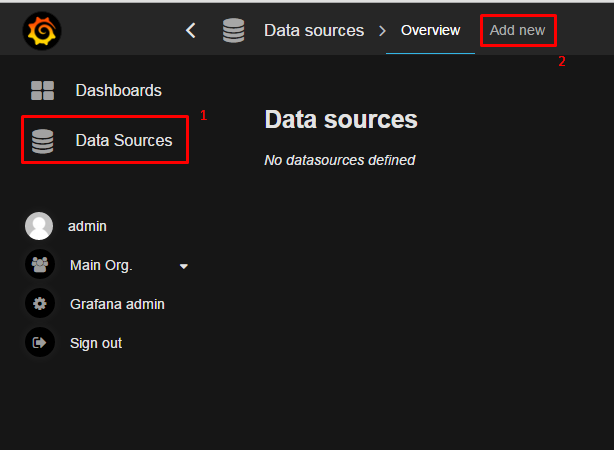 Data sources
Overview
Add new
2
Dashboards
1
Data Sources
Data sources
No datasources defined
admin
Main Org.
Grafana admin
Sign out